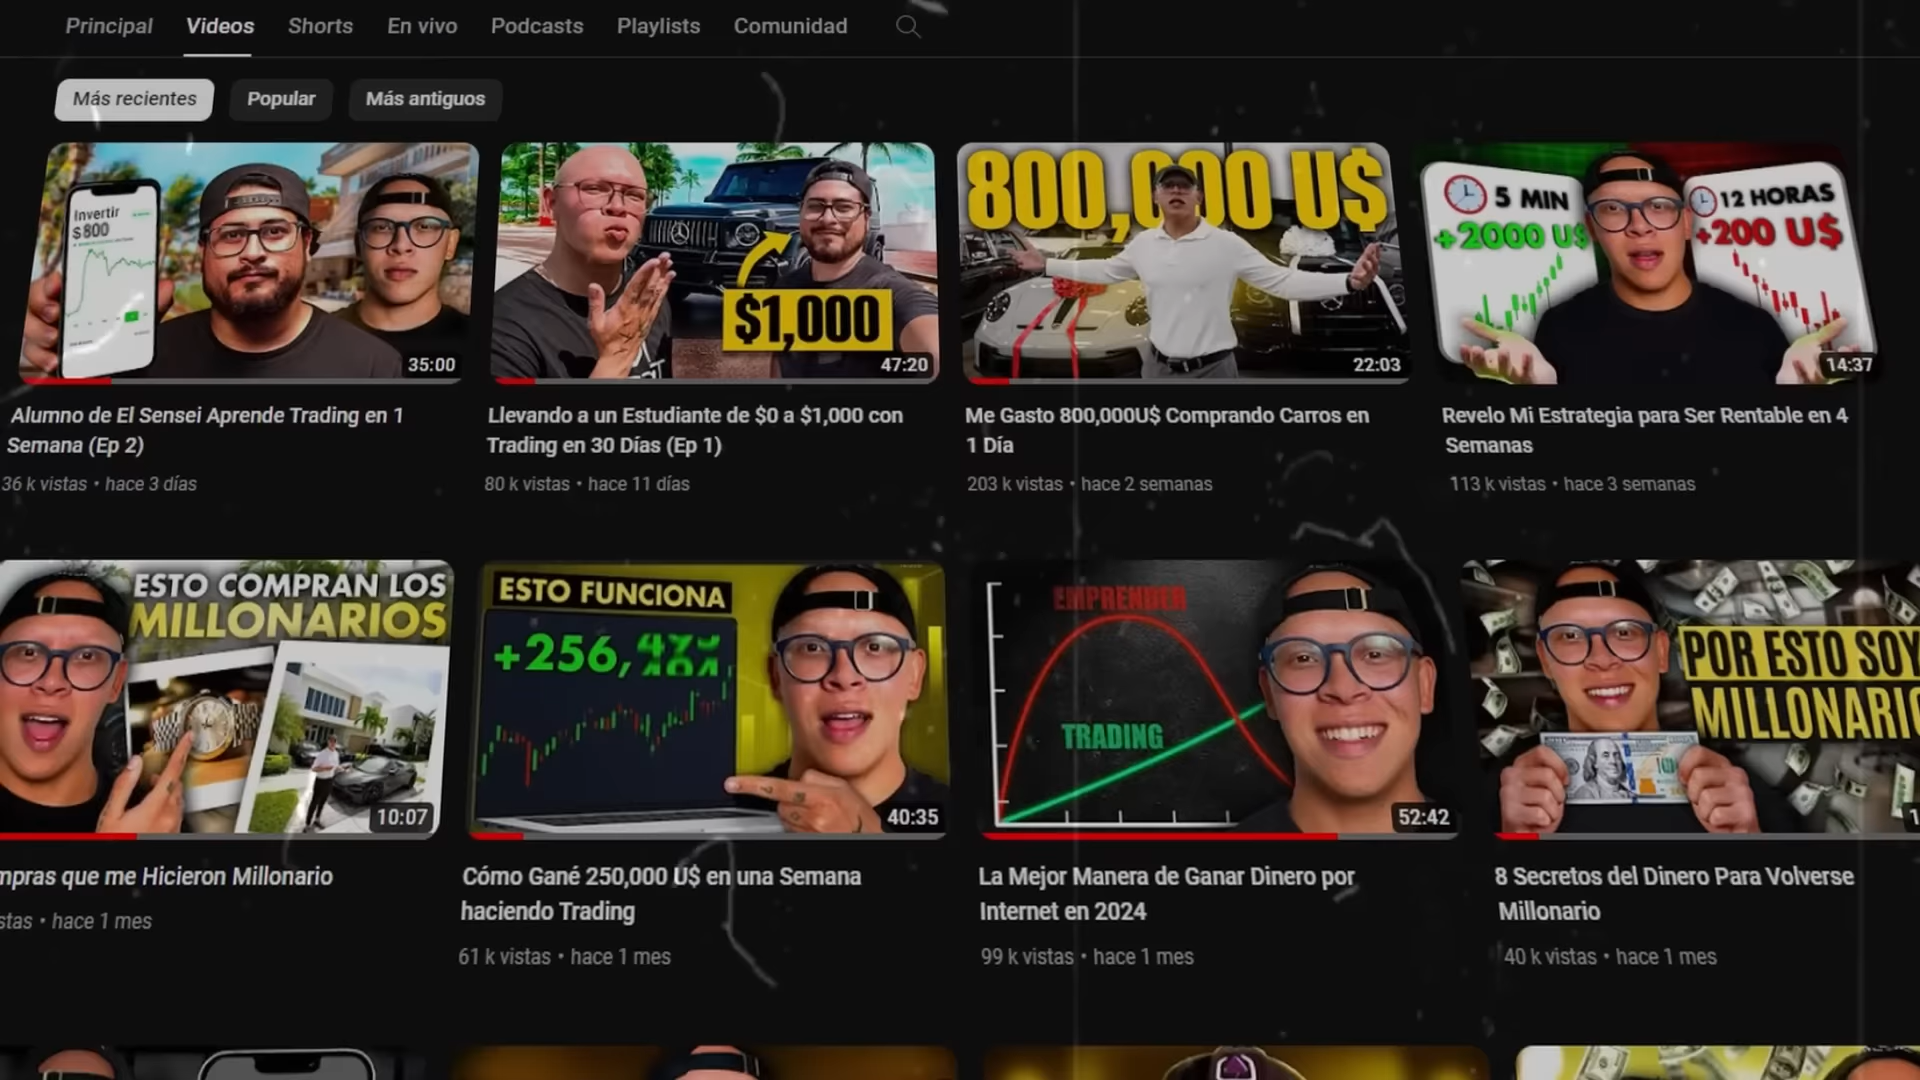 Principal
Videos
Shorts
En vivo
Podcasts
Playlists
Comunidad
Más recientes
Popular
Más antiguos
Invertir
$800
35:00
$1,000
47:20
800,000 U$
22:03
5 MIN
+2000 U$
12 HORAS
+200 U$
14:37
Alumno de El Sensei Aprende Trading en 1
Semana (Ep 2)
36 k vistas • hace 3 días
Llevando a un Estudiante de $0 a $1,000 con
Trading en 30 Días (Ep 1)
80 k vistas • hace 11 días
Me Gasto 800,000U$ Comprando Carros en
1 Día
203 k vistas • hace 2 semanas
Revelo Mi Estrategia para Ser Rentable en 4
Semanas
113 k vistas • hace 3 semanas
ESTO COMPRAN LOS
MILLONARIOS
10:07
ESTO FUNCIONA
+256,
40:35
EMPRENDER
TRADING
52:42
POR ESTO SOY
MILLONARIO
mpras que me Hicieron Millonario
stas • hace 1 mes
Cómo Gané 250,000 U$ en una Semana
haciendo Trading
61 k vistas • hace 1 mes
La Mejor Manera de Ganar Dinero por
Internet en 2024
99 k vistas • hace 1 mes
8 Secretos del Dinero Para Volverse
Millonario
40 k vistas • hace 1 mes